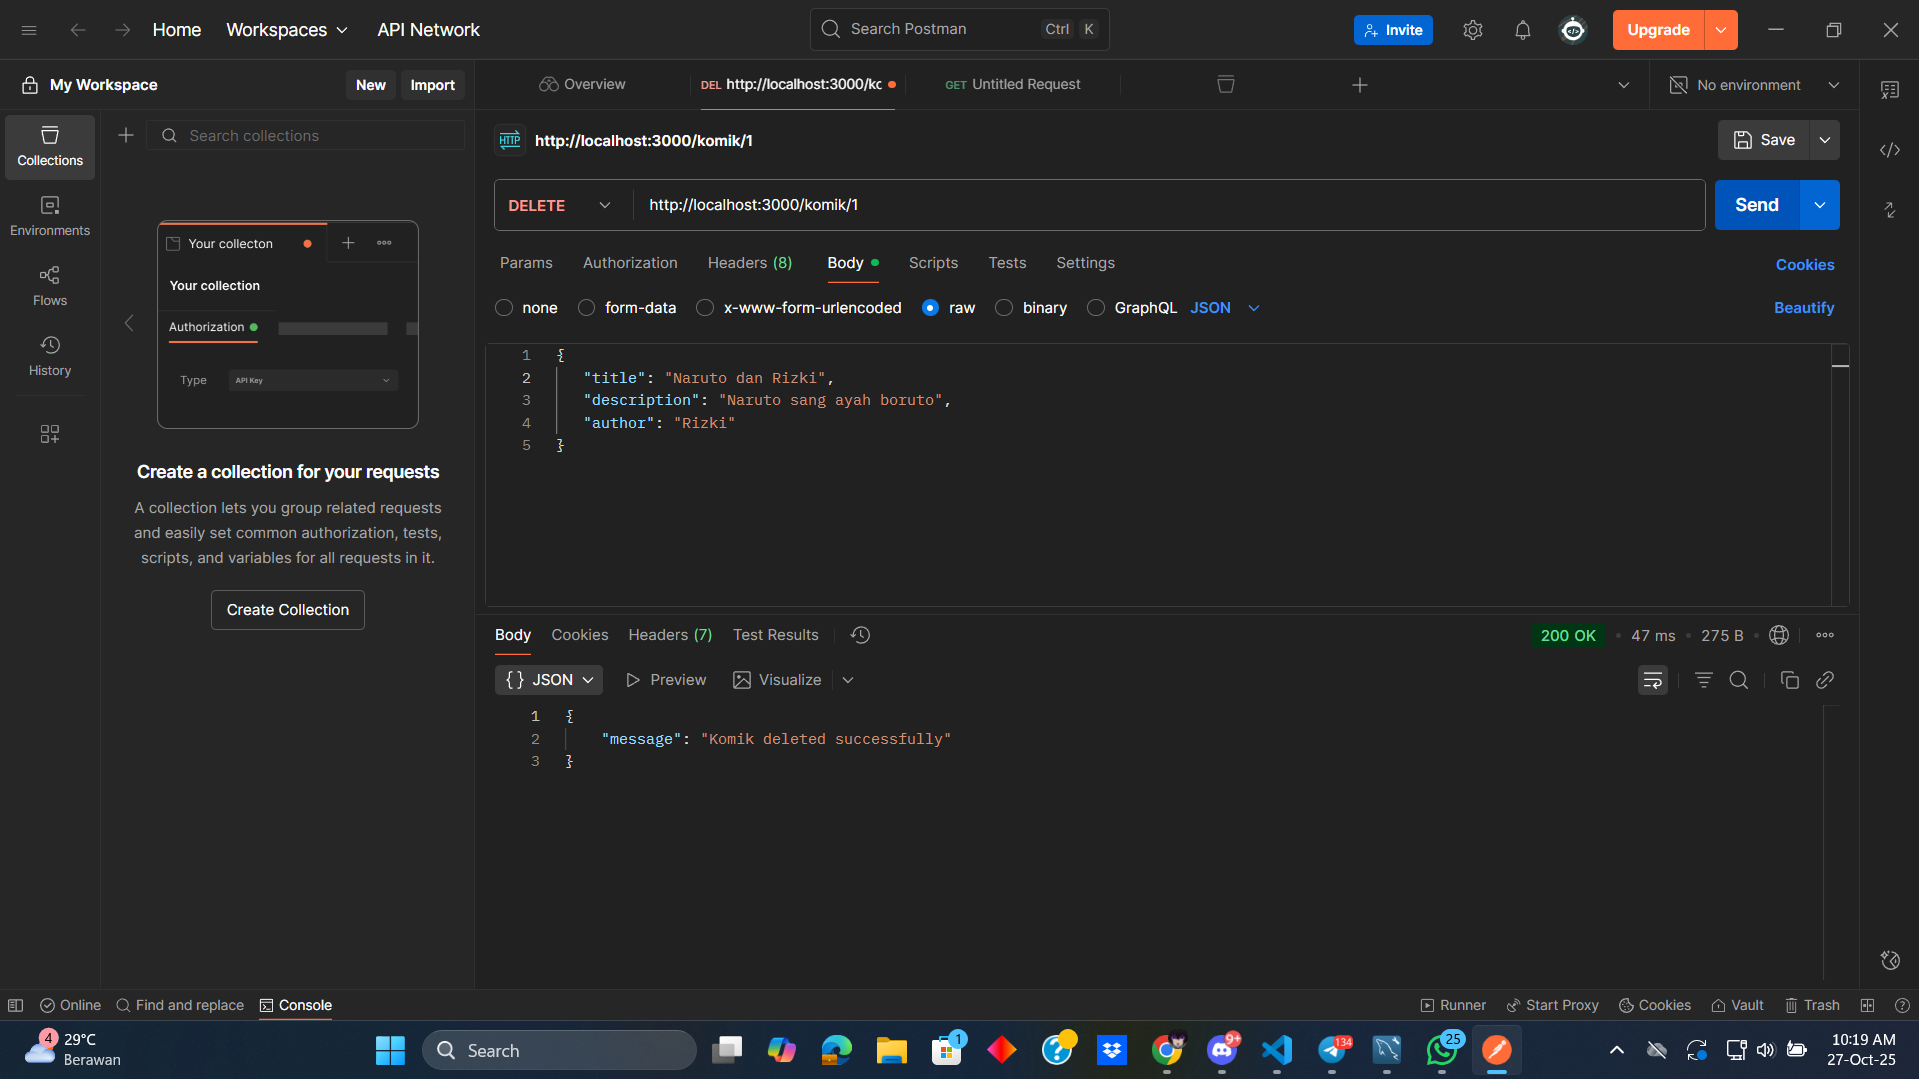 Home
Workspaces
API Network
Search Postman
Ctrl K
Invite
Upgrade
My Workspace
New
Import
Overview
DEL http://localhost:3000/kc
GET Untitled Request
No environment
Collections
Environments
Flows
History
Search collections
Your collecton
Your collection
Authorization
Type
API Key
Create a collection for your requests
A collection lets you group related requests
and easily set common authorization, tests,
scripts, and variables for all requests in it.
Create Collection
HTTP http://localhost:3000/komik/1
Save
DELETE
http://localhost:3000/komik/1
Send
Params Authorization Headers (8) Body Scripts Tests Settings
Cookies
none form-data x-www-form-urlencoded raw binary GraphQL JSON
Beautify
1 {
2 "title": "Naruto dan Rizki",
3 "description": "Naruto sang ayah boruto",
4 "author": "Rizki"
5 }
Body Cookies Headers (7) Test Results
200 OK • 47 ms • 275 B
{} JSON Preview Visualize
1 {
2 "message": "Komik deleted successfully"
3 }
Online Find and replace Console
Runner Start Proxy Cookies Vault Trash
4
29°C
Berawan
Search
1
9+
134
25
10:19 AM
27-Oct-25